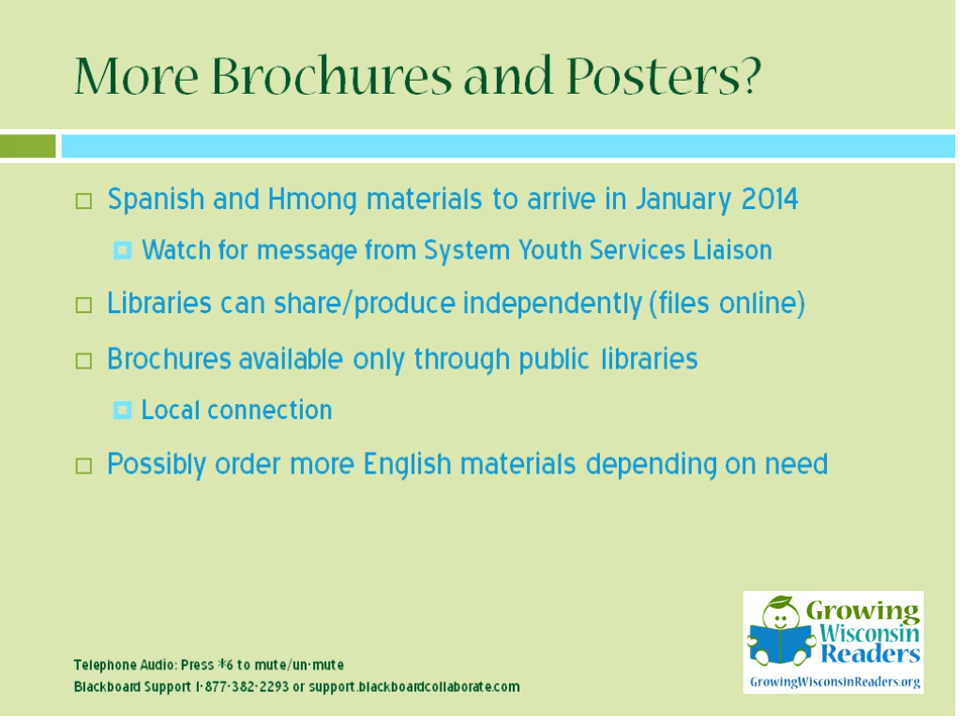 More Brochures and Posters?
Spanish and Hmong materials to arrive in January 2014
Watch for message from System Youth Services Liaison
Libraries can share/produce independently (files online)
Brochures available only through public libraries
Local connection
Possibly order more English materials depending on need
Growing
Wisconsin
Readers
GrowingWisconsinReaders.org
Telephone Audio: Press *6 to mute/un-mute
Blackboard Support 1-877-382-2293 or support.blackboardcollaborate.com